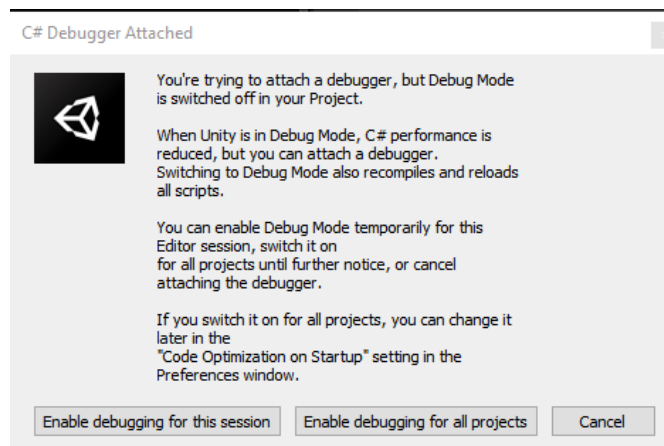 C# Debugger Attached
You're trying to attach a debugger, but Debug Mode
is switched off in your Project.
When Unity is in Debug Mode, C# performance is
reduced, but you can attach a debugger.
Switching to Debug Mode also recompiles and reloads
all scripts.
You can enable Debug Mode temporarily for this
Editor session, switch it on
for all projects until further notice, or cancel
attaching the debugger.
If you switch it on for all projects, you can change it
later in the
"Code Optimization on Startup" setting in the
Preferences window.
Enable debugging for this session
Enable debugging for all projects
Cancel